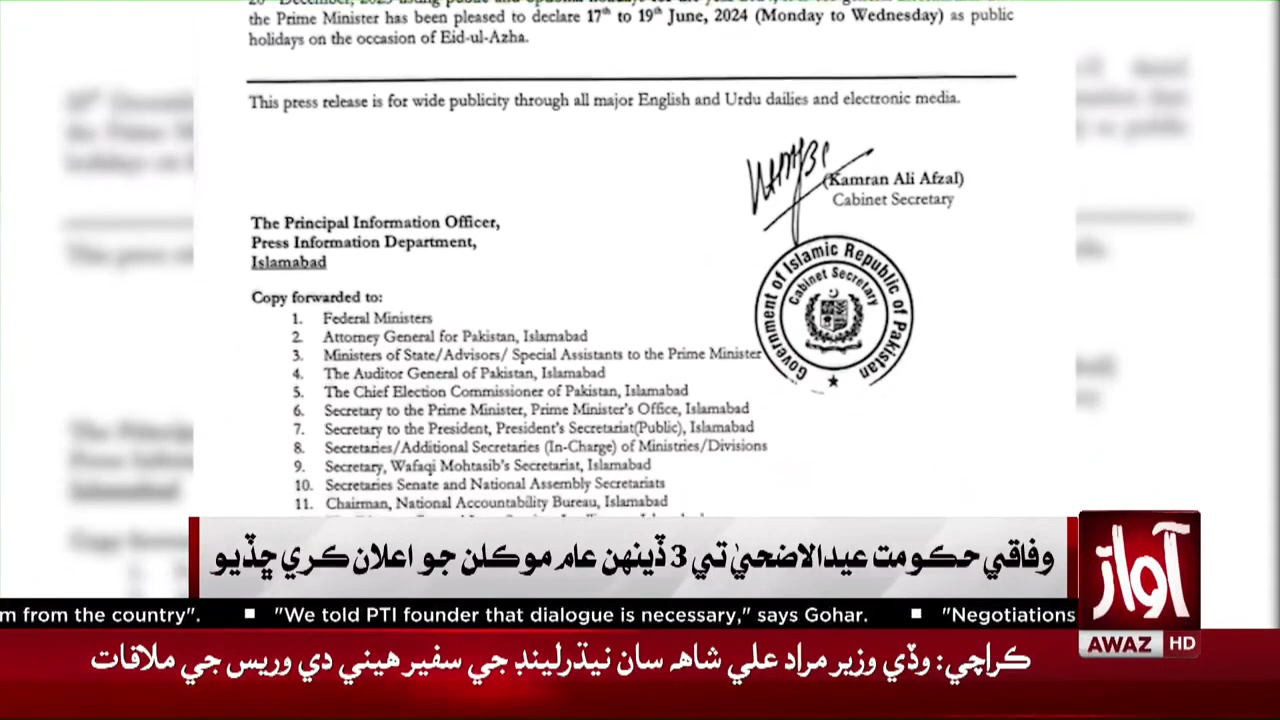 the Prime Minister has been pleased to declare 17th to 19th June, 2024 (Monday to Wednesday) as public
holidays on the occasion of Eid-ul-Azha.
This press release is for wide publicity through all major English and Urdu dailies and electronic media.
(Kamran Ali Afzal)
Cabinet Secretary
The Principal Information Officer,
Press Information Department,
Islamabad
Government of Islamic Republic of Pakistan
Cabinet Secretary
Copy forwarded to:
1. Federal Ministers
2. Attorney General for Pakistan, Islamabad
3. Ministers of State/Advisors/ Special Assistants to the Prime Minister
4. The Auditor General of Pakistan, Islamabad
5. The Chief Election Commissioner of Pakistan, Islamabad
6. Secretary to the Prime Minister, Prime Minister's Office, Islamabad
7. Secretary to the President, President's Secretariat(Public), Islamabad
8. Secretaries/Additional Secretaries (In-Charge) of Ministries/Divisions
9. Secretary, Wafaqi Mohtasib's Secretariat, Islamabad
10. Secretaries Senate and National Assembly Secretariats
11. Chairman, National Accountability Bureau, Islamabad
وفاقي حڪومت عيدالاضحيٰ تي 3 ڏينهن عام موڪلن جو اعلان ڪري ڇڏيو
آواز
AWAZ HD
m from the country". ■ "We told PTI founder that dialogue is necessary," says Gohar. ■ "Negotiations
ڪراچي: وڏي وزير مراد علي شاهه سان نيڌرلينڊ جي سفير هيني دي وريس جي ملاقات